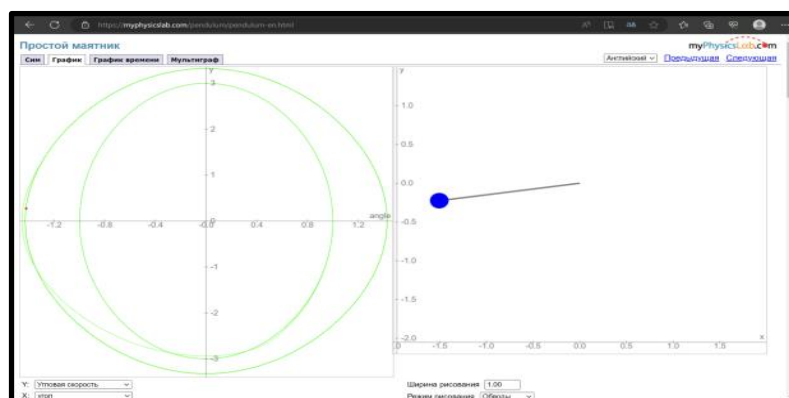 https://myphysicslab.com/pendulum/pendulum-en.html
Простой маятник
myPhysicsLab.com
Сим График График времени Мультиграф
Английский Предыдущая Следующая
y
3
2
1
angle
-1.2 -0.8 -0.4 -0.0 0.4 0.8 1.2
-1
-2
-3
y
1.0
0.5
0.0
-0.5
-1.0
-1.5
-2.0
x
-1.5 -1.0 -0.5 0.0 0.5 1.0 1.5
Y: Угловая скорость
Ширина рисования 1.00
X: угол
Режим рисования Обводы